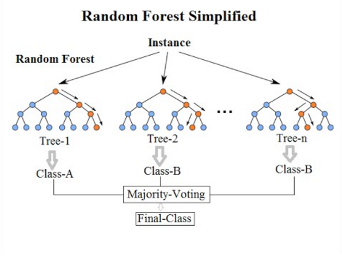 Random Forest Simplified
Instance
Random Forest
...
Tree-1 Tree-2 Tree-n
Class-A Class-B Class-B
Majority-Voting
Final-Class